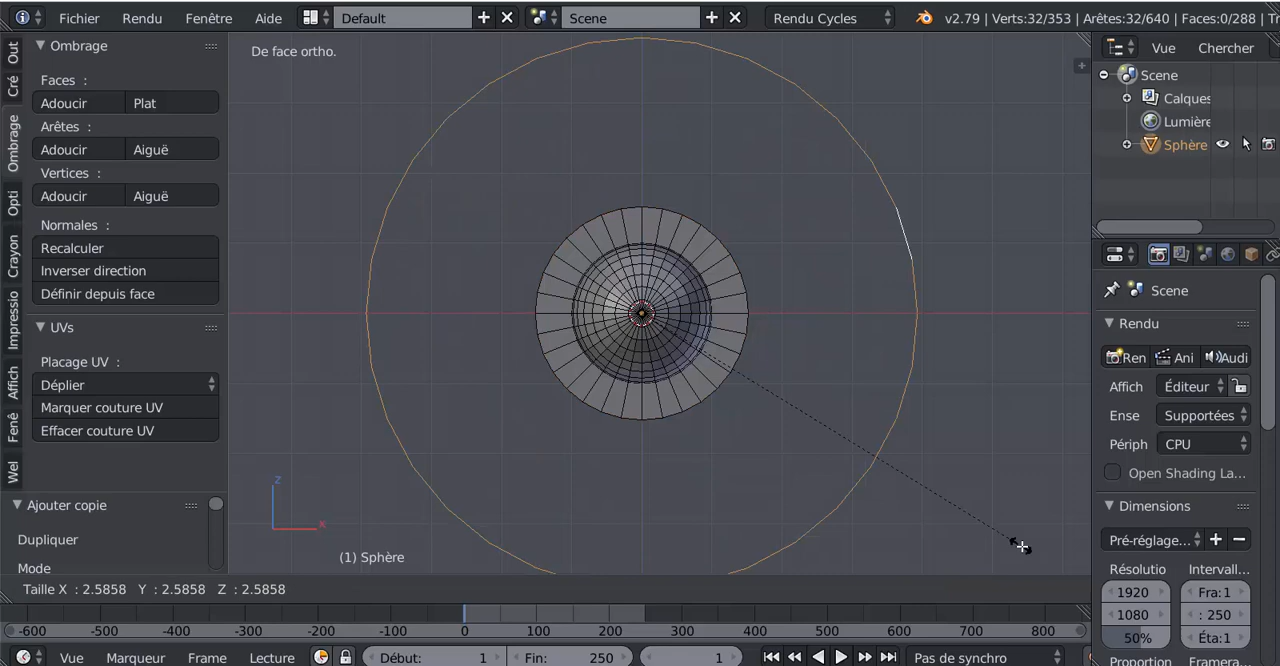 Fichier Rendu Fenêtre Aide Default Scene Rendu Cycles v2.79 | Verts:32/353 | Arêtes:32/640 | Faces:0/288 |
Out
Cré
Ombrage
Opti
Crayon
Impressio
Affich
Fenê
Wel
Ombrage
Faces :
Adoucir Plat
Arêtes :
Adoucir Aiguë
Vertices :
Adoucir Aiguë
Normales :
Recalculer
Inverser direction
Définir depuis face
UVs
Placage UV :
Déplier
Marquer couture UV
Effacer couture UV
Ajouter copie
Dupliquer
Mode
De face ortho.
z
x
(1) Sphère
Taille X : 2.5858 Y : 2.5858 Z : 2.5858
-600 -500 -400 -300 -200 -100 0 100 200 300 400 500 600 700 800
Vue Marqueur Frame Lecture Début: 1 Fin: 250 1 Pas de synchro
Vue Chercher
Scene
Calques
Lumière
Sphère
Scene
Rendu
Ren Ani Audi
Affich Éditeur
Ense Supportées
Périph CPU
Open Shading La...
Dimensions
Pré-réglage...
Résolutio Intervall
1920 Fra:1
1080 : 250
50% Éta:1
Proportion